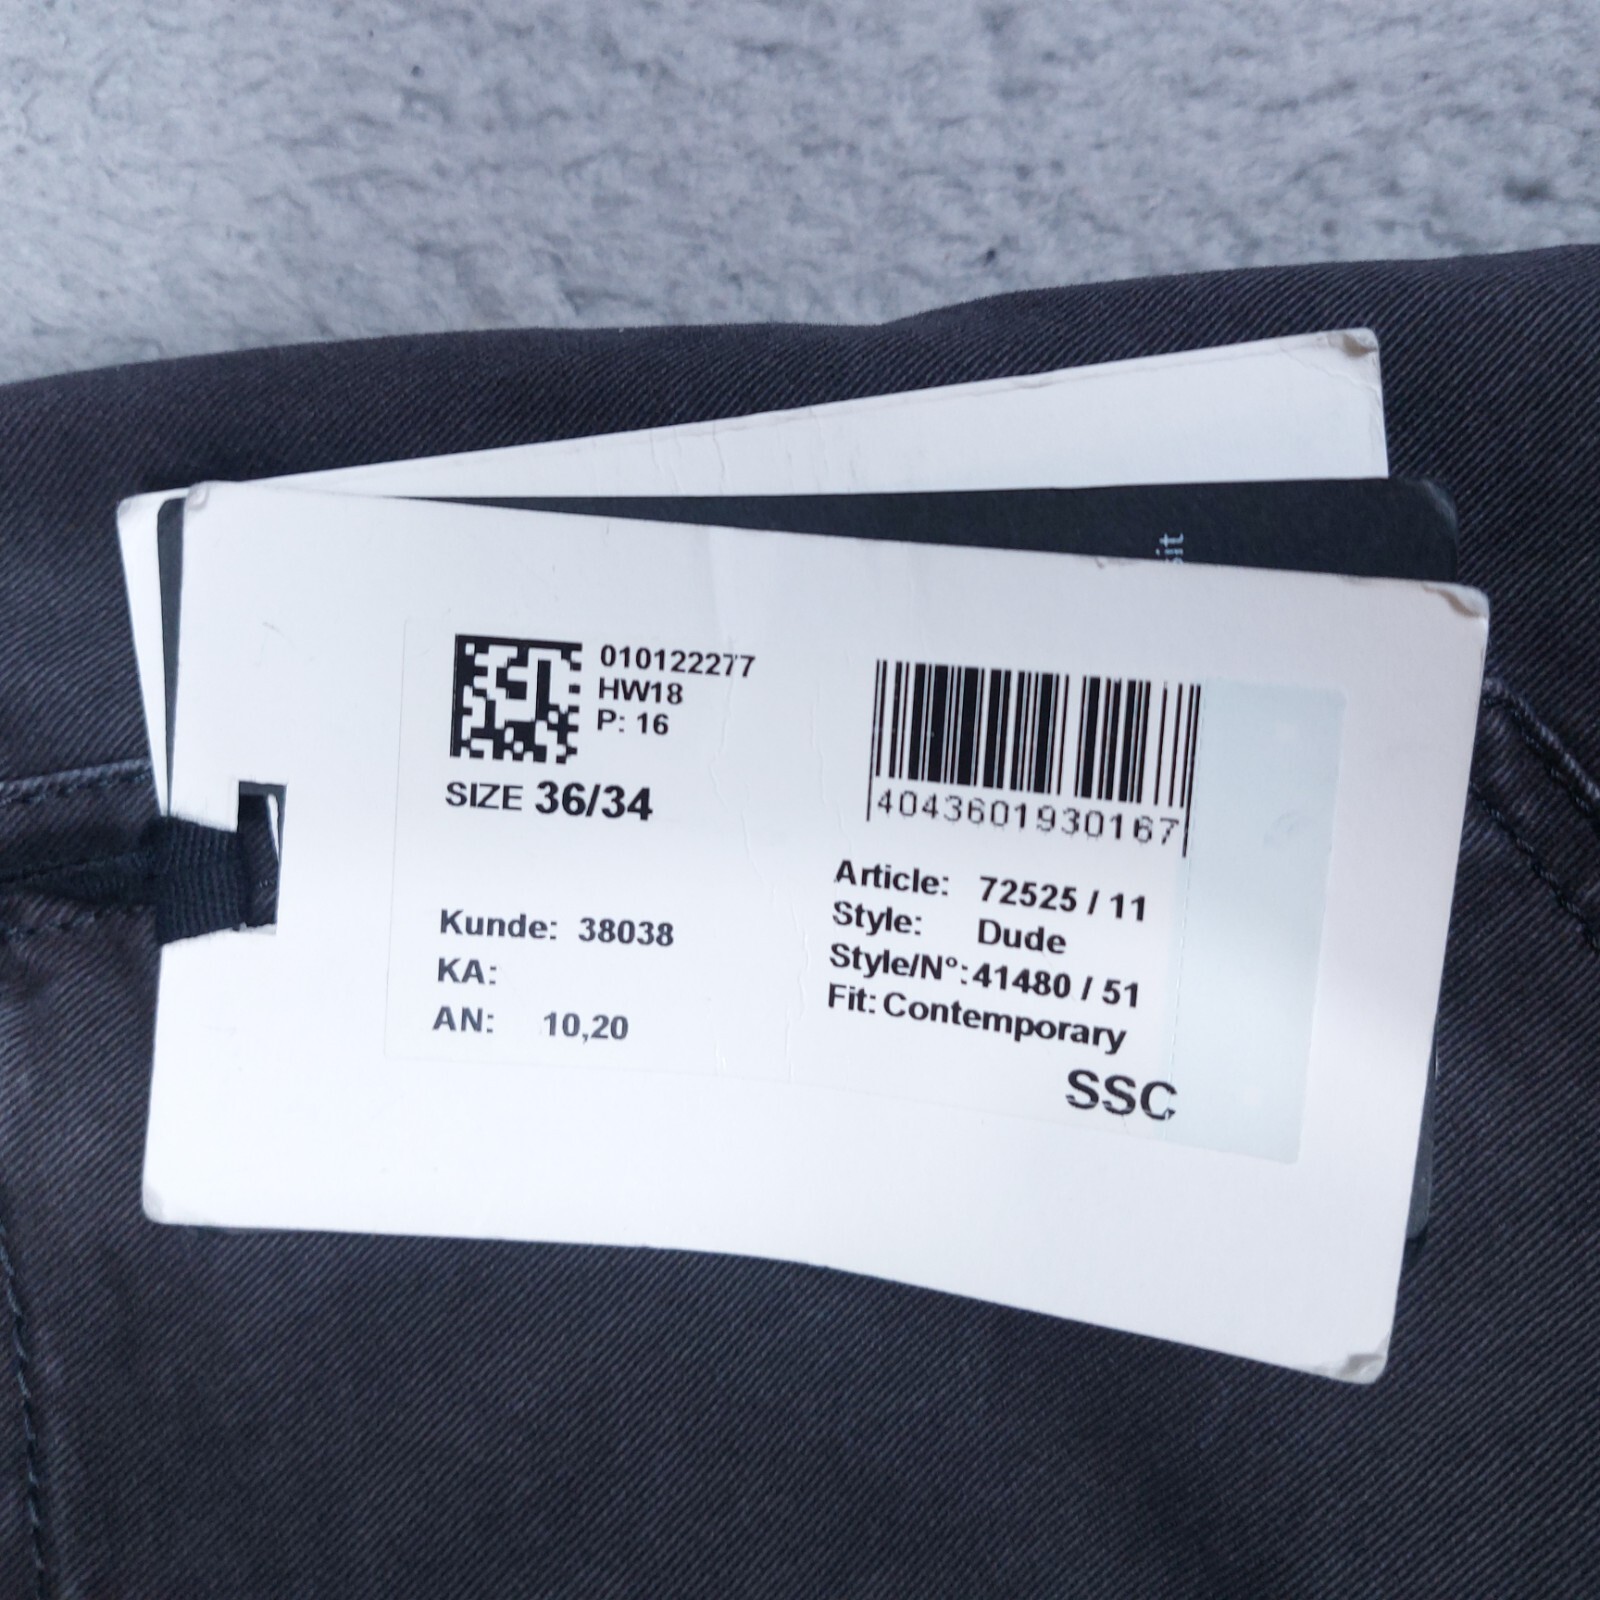 010122277
HW18
P: 16
SIZE 36/34
Kunde: 38038
KA:
AN: 10,20
4043601930167
Article: 72525 / 11
Style: Dude
Style/N°: 41480 / 51
Fit: Contemporary
SSC